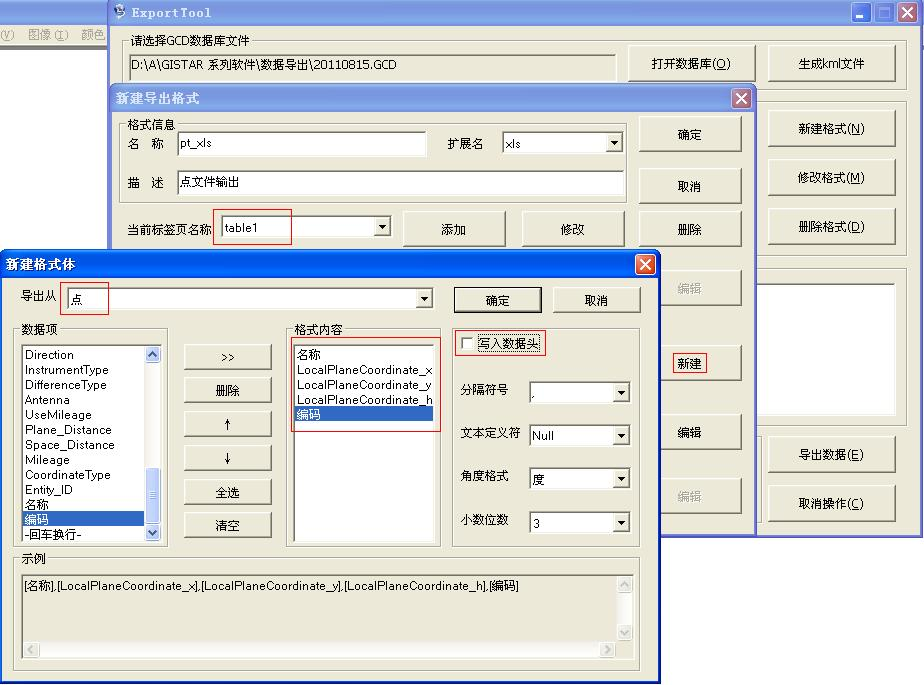 ExportTool
(V) 图像(I) 颜色
请选择GCD数据库文件
D:\A\GISTAR 系列软件\数据导出\20110815.GCD
打开数据库(O)
生成kml文件
新建导出格式
格式信息
名 称 pt_xls
扩展名 xls
确定
新建格式(N)
描 述 点文件输出
取消
修改格式(M)
当前标签页名称 table1
添加
修改
删除
删除格式(D)
新建格式体
编辑
导出从 点
确定
取消
数据项
格式内容
写入数据头
新建
Direction
InstrumentType
DifferenceType
Antenna
UseMileage
Plane_Distance
Space_Distance
Mileage
CoordinateType
Entity_ID
名称
编码
-回车换行-
>>
删除
↑
↓
全选
清空
名称
LocalPlaneCoordinate_x
LocalPlaneCoordinate_y
LocalPlaneCoordinate_h
编码
分隔符号 ,
文本定义符 Null
角度格式 度
小数位数 3
编辑
编辑
导出数据(E)
取消操作(C)
示例
[名称],[LocalPlaneCoordinate_x],[LocalPlaneCoordinate_y],[LocalPlaneCoordinate_h],[编码]